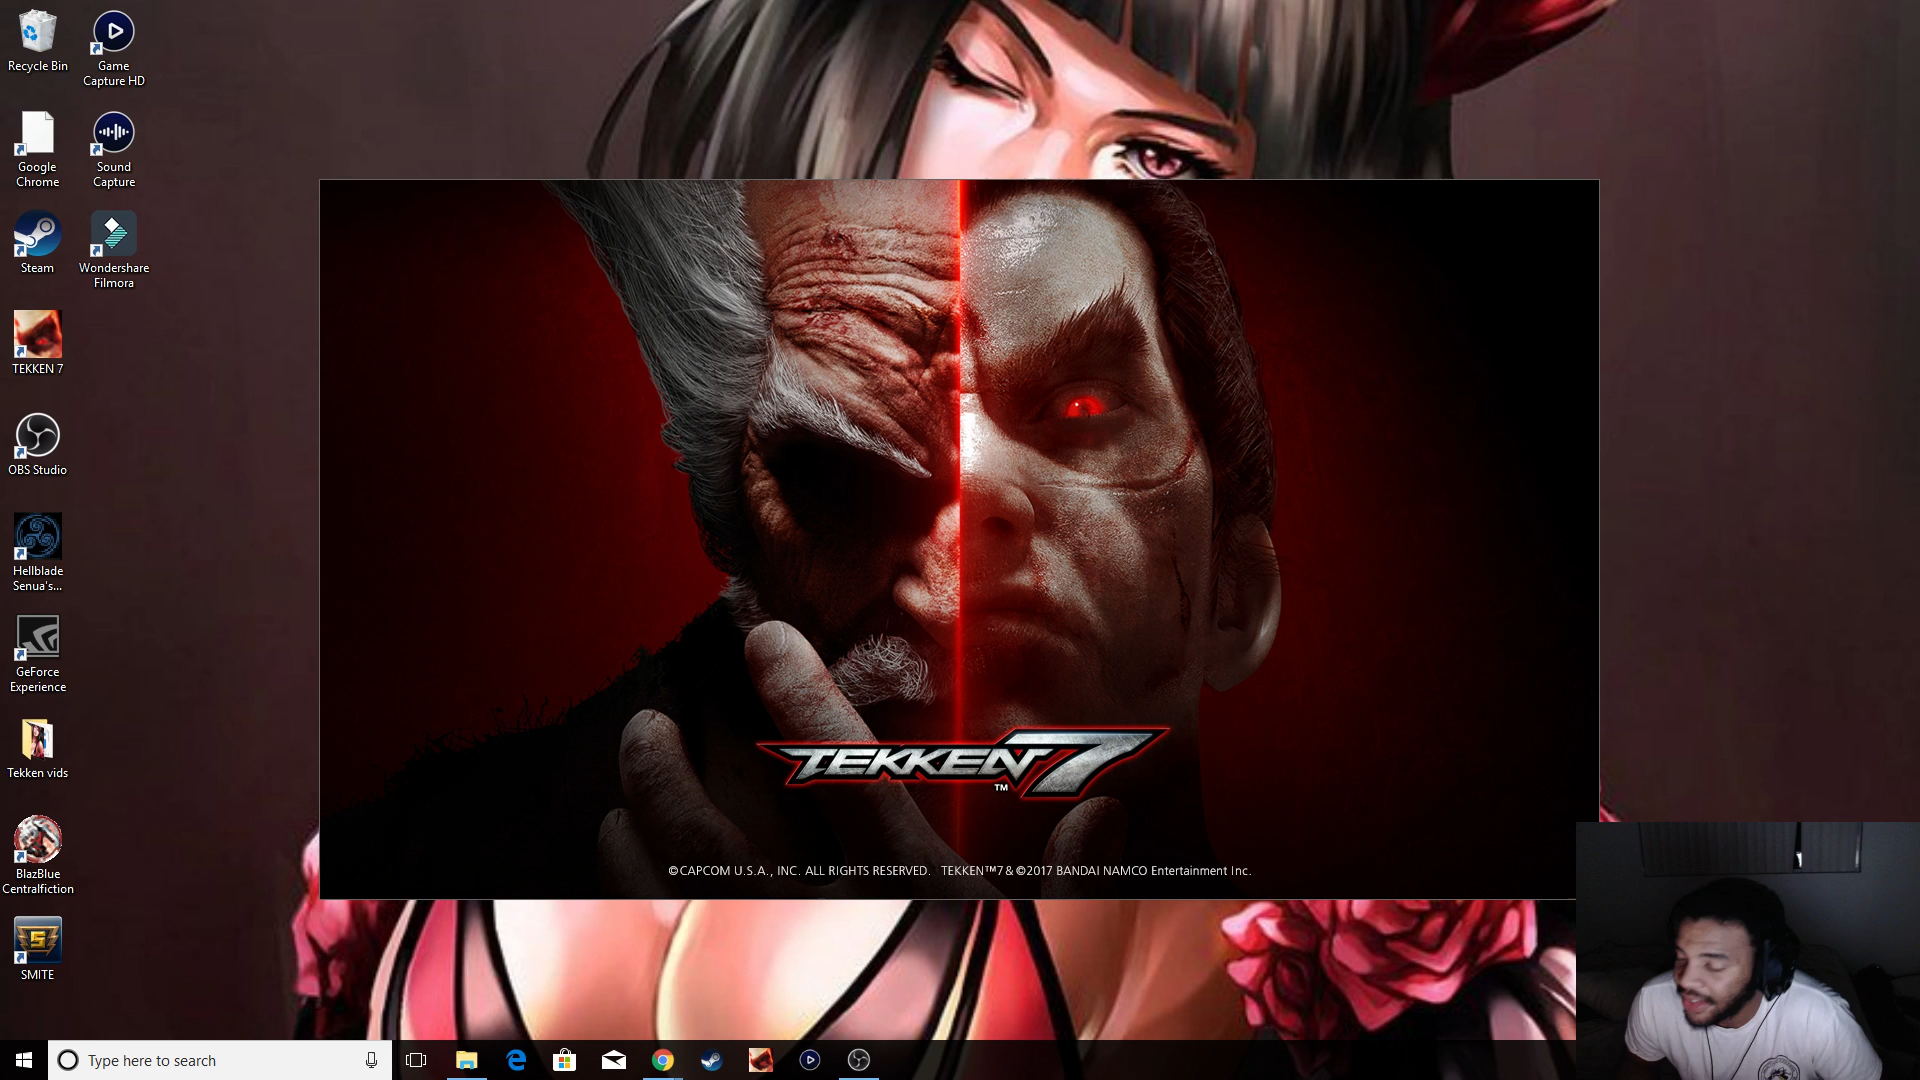 Recycle Bin
Game
Capture HD
Google
Chrome
Sound
Capture
Steam
Wondershare
Filmora
TEKKEN 7
OBS Studio
Hellblade
Senua's...
GeForce
Experience
Tekken vids
BlazBlue
Centralfiction
SMITE
TEKKEN 7
TM
©CAPCOM U.S.A., INC. ALL RIGHTS RESERVED. TEKKEN™7 & ©2017 BANDAI NAMCO Entertainment Inc.
Type here to search